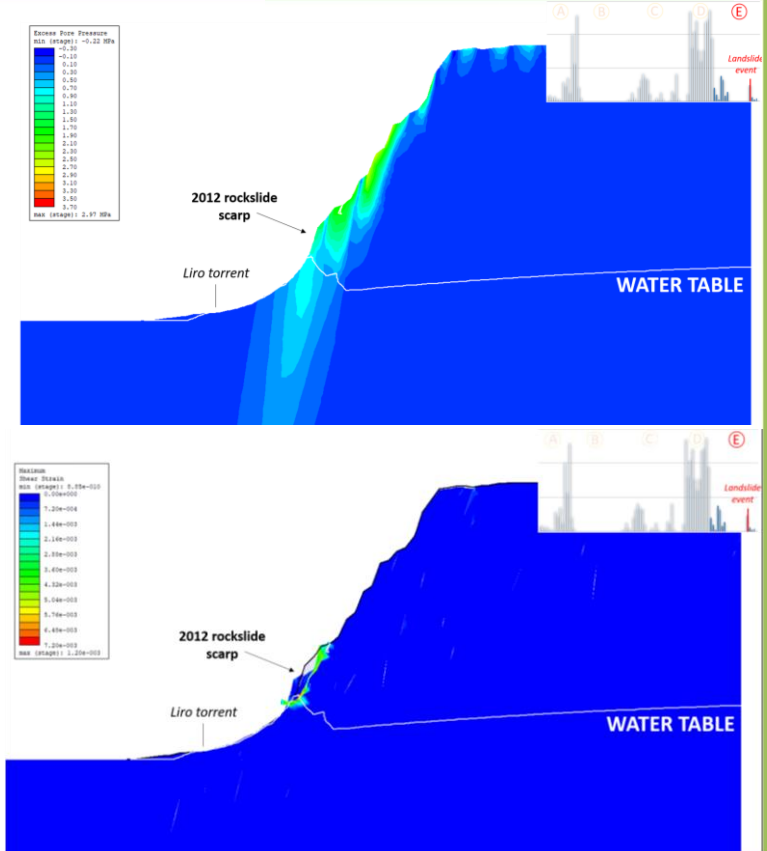 A B C D E
Landslide
event
Excess Pore Pressure
min (stage): -0.22 MPa
-0.30
-0.10
0.10
0.30
0.50
0.70
0.90
1.10
1.30
1.50
1.70
1.90
2.10
2.30
2.50
2.70
2.90
3.10
3.30
3.50
3.70
max (stage): 2.97 MPa
2012 rockslide
scarp
Liro torrent
WATER TABLE
A B C D E
Landslide
event
Maximum
Shear Strain
min (stage): 8.85e-010
0.00e+000
7.20e-004
1.44e-003
2.16e-003
2.88e-003
3.60e-003
4.32e-003
5.04e-003
5.76e-003
6.48e-003
7.20e-003
max (stage): 1.20e-003
2012 rockslide
scarp
Liro torrent
WATER TABLE